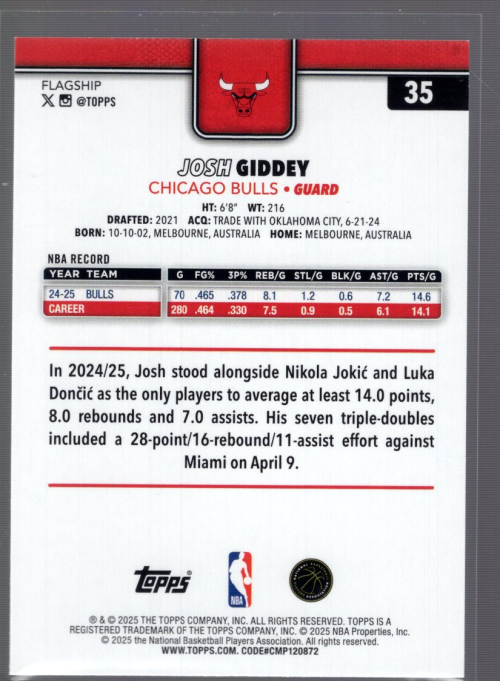 FLAGSHIP
@TOPPS
35
JOSH GIDDEY
CHICAGO BULLS • GUARD
HT: 6'8" WT: 216
DRAFTED: 2021 ACQ: TRADE WITH OKLAHOMA CITY, 6-21-24
BORN: 10-10-02, MELBOURNE, AUSTRALIA HOME: MELBOURNE, AUSTRALIA
NBA RECORD
YEAR TEAM G FG% 3P% REB/G STL/G BLK/G AST/G PTS/G
24-25 BULLS 70 .465 .378 8.1 1.2 0.6 7.2 14.6
CAREER 280 .464 .330 7.5 0.9 0.5 6.1 14.1
In 2024/25, Josh stood alongside Nikola Jokić and Luka
Dončić as the only players to average at least 14.0 points,
8.0 rebounds and 7.0 assists. His seven triple-doubles
included a 28-point/16-rebound/11-assist effort against
Miami on April 9.
Topps
NBA
® & © 2025 THE TOPPS COMPANY, INC. ALL RIGHTS RESERVED. TOPPS IS A
REGISTERED TRADEMARK OF THE TOPPS COMPANY, INC. © 2025 NBA Properties, Inc.
© 2025 the National Basketball Players Association. All rights reserved.
WWW.TOPPS.COM. CODE#CMP120872